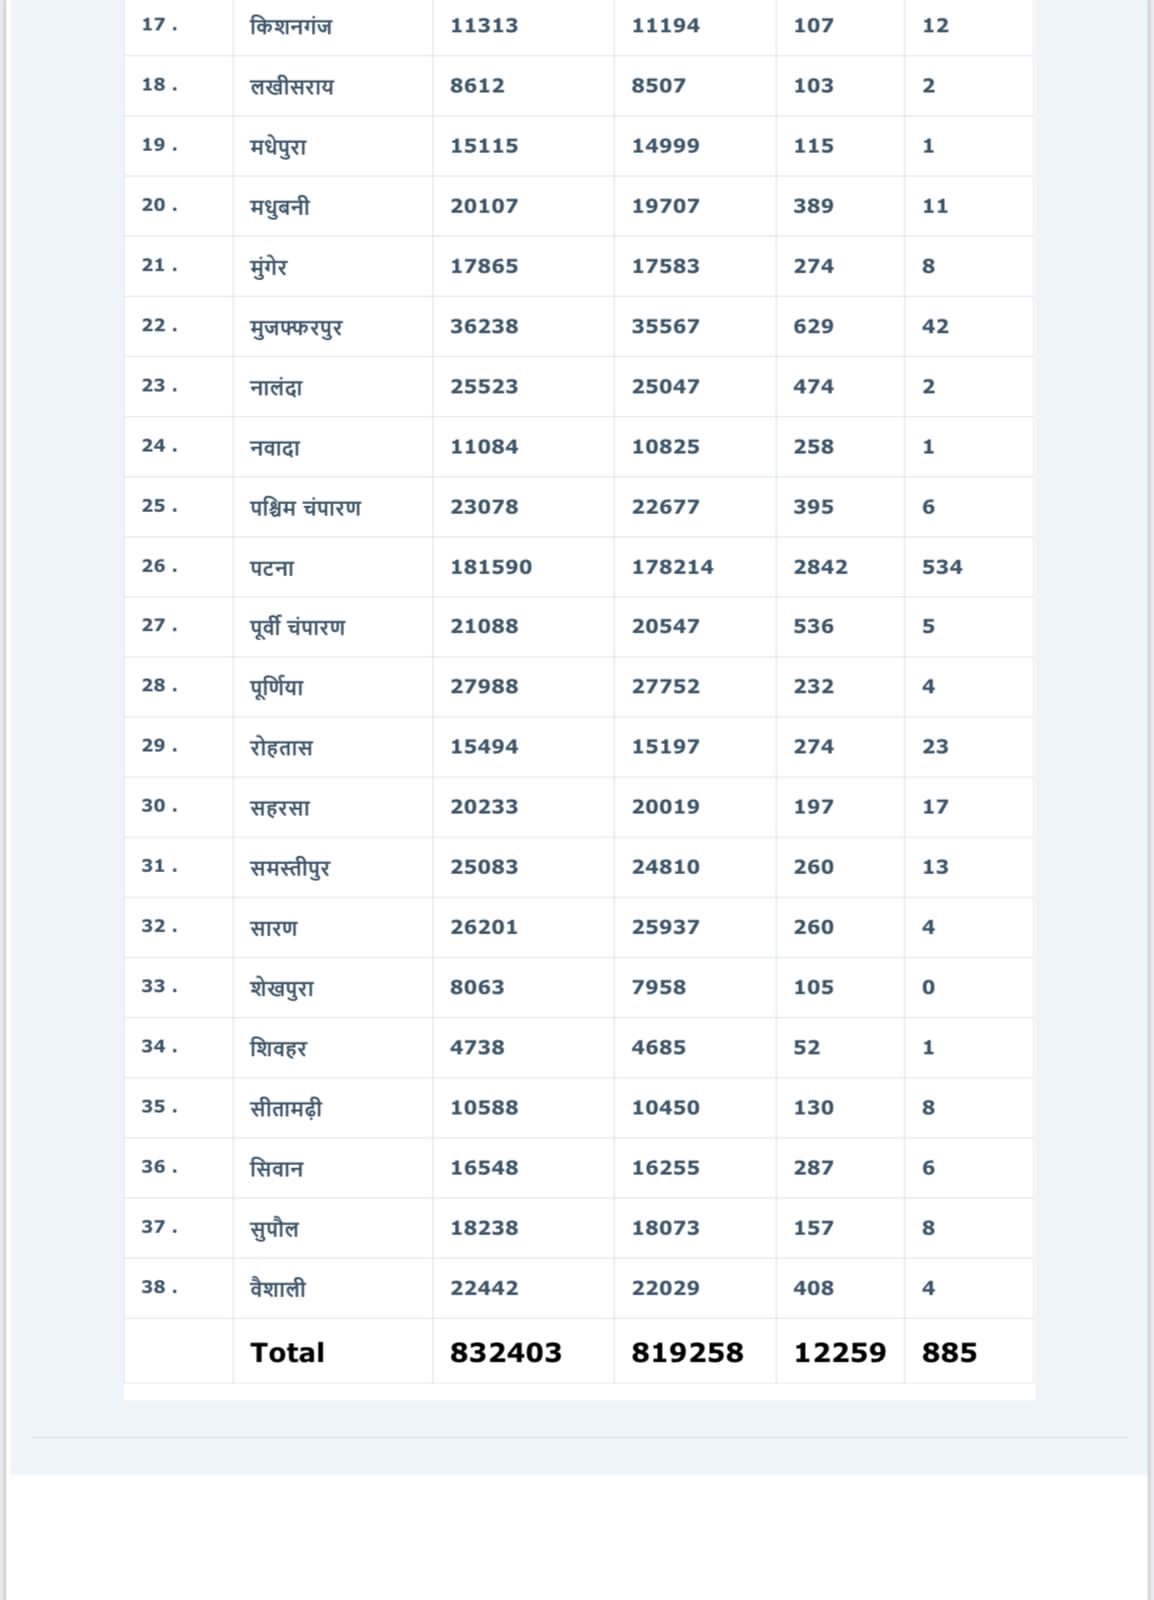 17 . किशनगंज 11313 11194 107 12
18 . लखीसराय 8612 8507 103 2
19 . मधेपुरा 15115 14999 115 1
20 . मधुबनी 20107 19707 389 11
21 . मुंगेर 17865 17583 274 8
22 . मुजफ्फरपुर 36238 35567 629 42
23 . नालंदा 25523 25047 474 2
24 . नवादा 11084 10825 258 1
25 . पश्चिम चंपारण 23078 22677 395 6
26 . पटना 181590 178214 2842 534
27 . पूर्वी चंपारण 21088 20547 536 5
28 . पूर्णिया 27988 27752 232 4
29 . रोहतास 15494 15197 274 23
30 . सहरसा 20233 20019 197 17
31 . समस्तीपुर 25083 24810 260 13
32 . सारण 26201 25937 260 4
33 . शेखपुरा 8063 7958 105 0
34 . शिवहर 4738 4685 52 1
35 . सीतामढ़ी 10588 10450 130 8
36 . सिवान 16548 16255 287 6
37 . सुपौल 18238 18073 157 8
38 . वैशाली 22442 22029 408 4
Total 832403 819258 12259 885